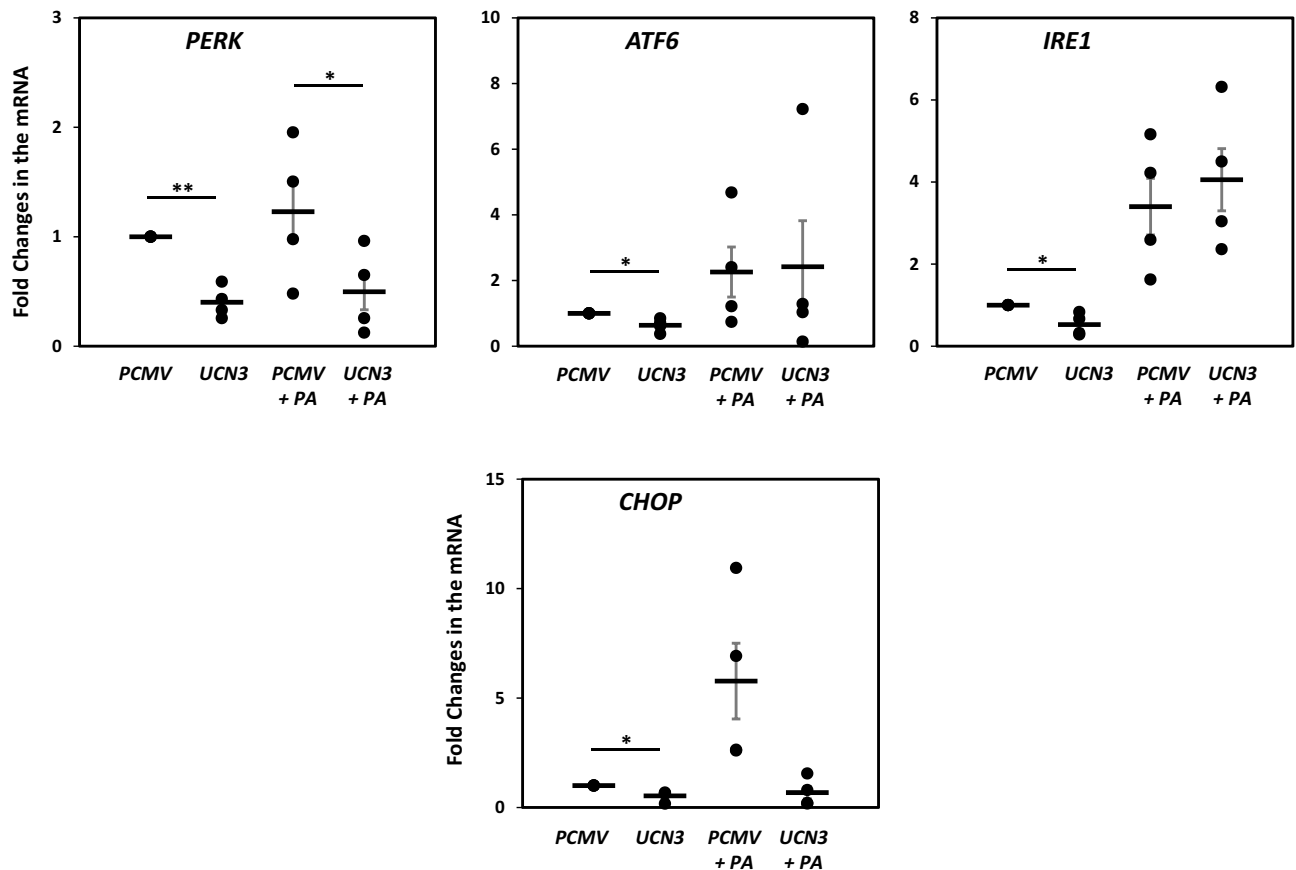 PERK
Fold Changes in the mRNA
3
2
1
0
**
*
PCMV UCN3 PCMV + PA UCN3 + PA
ATF6
10
8
6
4
2
0
*
PCMV UCN3 PCMV + PA UCN3 + PA
IRE1
8
6
4
2
0
*
PCMV UCN3 PCMV + PA UCN3 + PA
CHOP
Fold Changes in the mRNA
15
10
5
0
*
PCMV UCN3 PCMV + PA UCN3 + PA